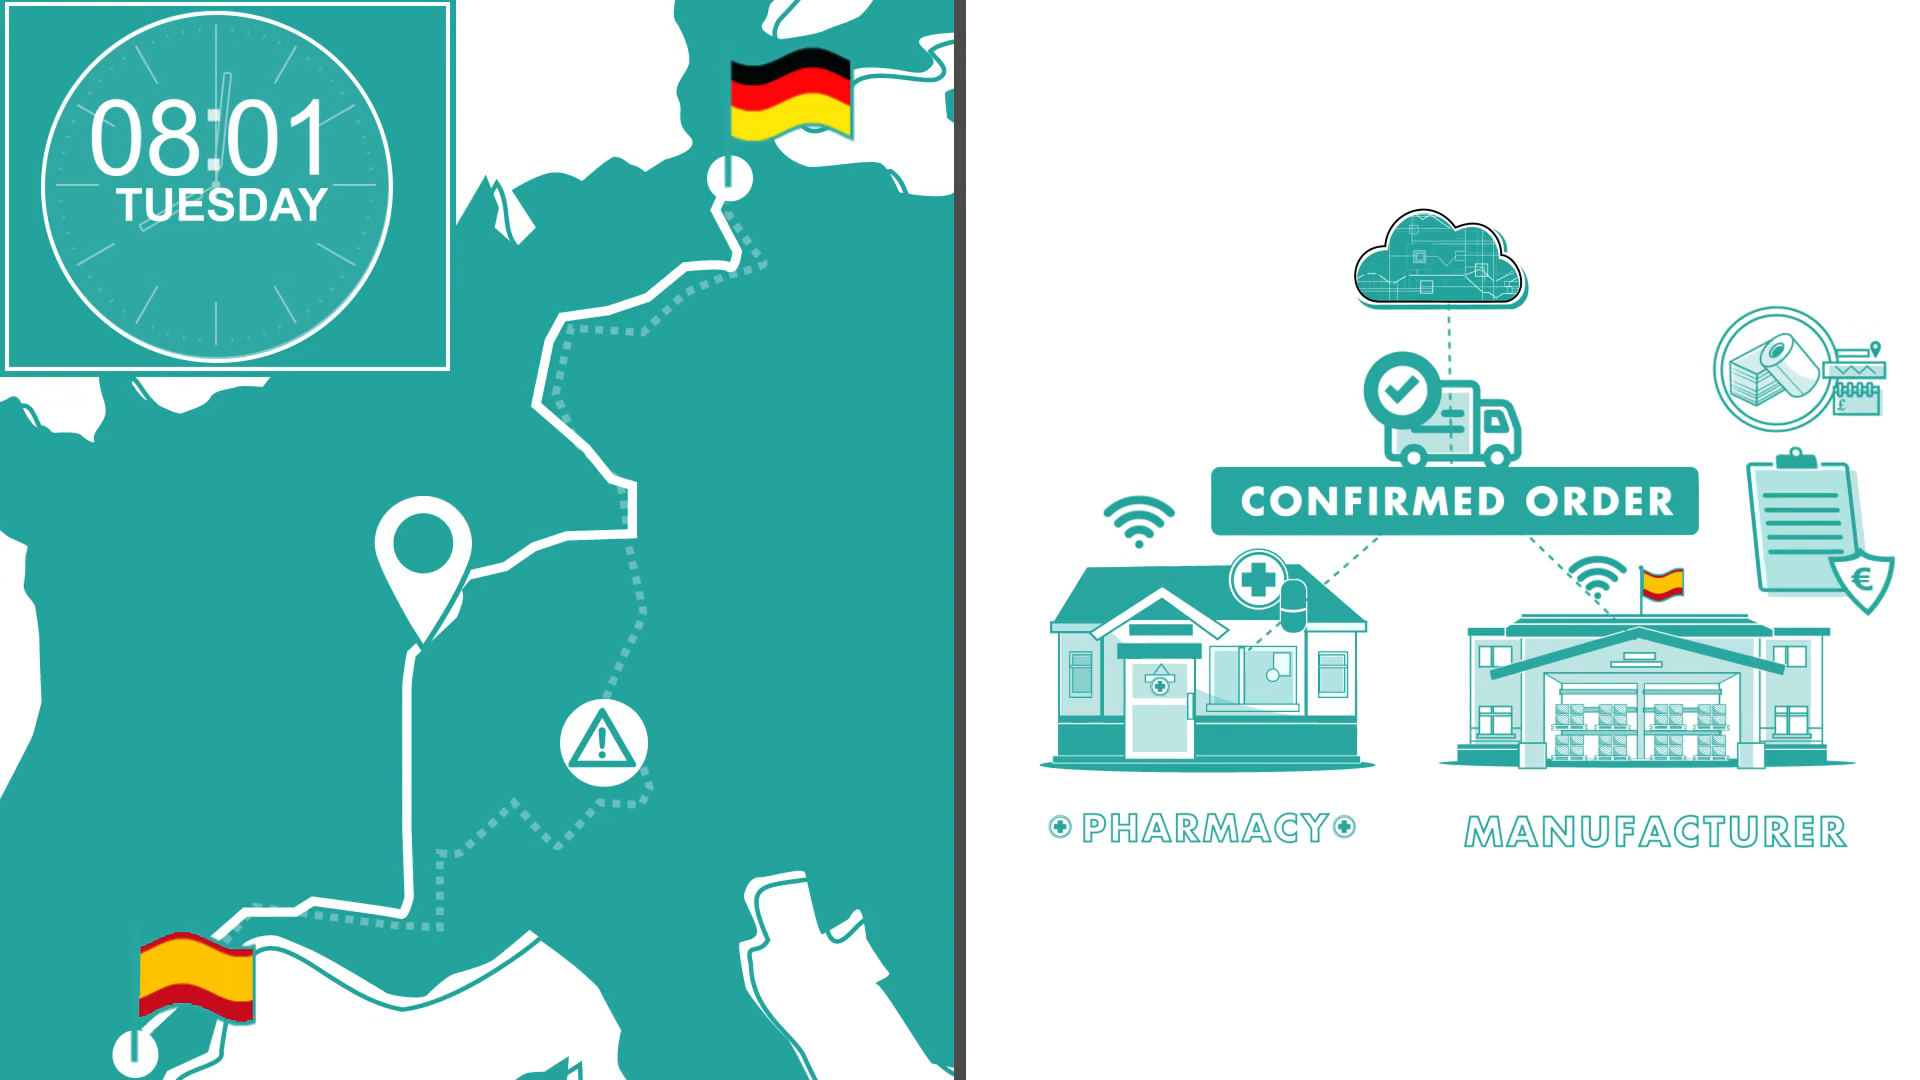 08:01
TUESDAY
CONFIRMED ORDER
£
€
PHARMACY
MANUFACTURER